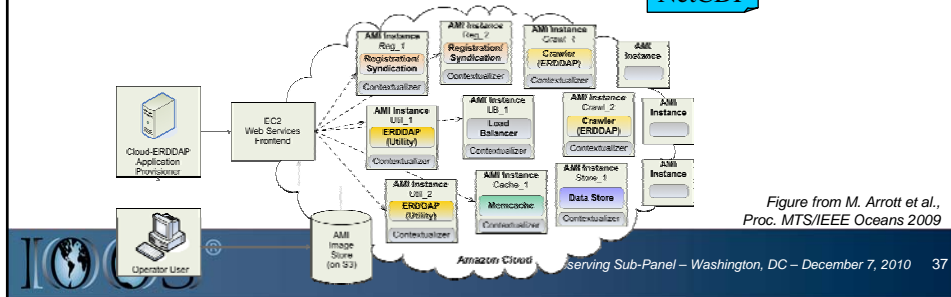 NetCDF
AMI Instance
Reg_1
Registration/
Syndication
Contextualizer
AMI Instance
Reg_2
Registration/
Syndication
Contextualizer
AMI Instance
Crawl_1
Crawler
(ERDDAP)
Contextualizer
AMI
Instance
Cloud-ERDDAP
Application
Provisioner
EC2
Web Services
Frontend
AMI Instance
Util_1
ERDDAP
(Utility)
Contextualizer
AMI Instance
LB_1
Load
Balancer
Contextualizer
AMI Instance
Crawl_2
Crawler
(ERDDAP)
Contextualizer
AMI
Instance
AMI Instance
Util_2
ERDDAP
(Utility)
Contextualizer
AMI Instance
Cache_1
Memcache
Contextualizer
AMI Instance
Store_1
Data Store
Contextualizer
AMI
Instance
Figure from M. Arrott et al.,
Proc. MTS/IEEE Oceans 2009
Operator User
AMI
Image
Store
(on S3)
Amazon Cloud
IOOS®
serving Sub-Panel – Washington, DC – December 7, 2010 37